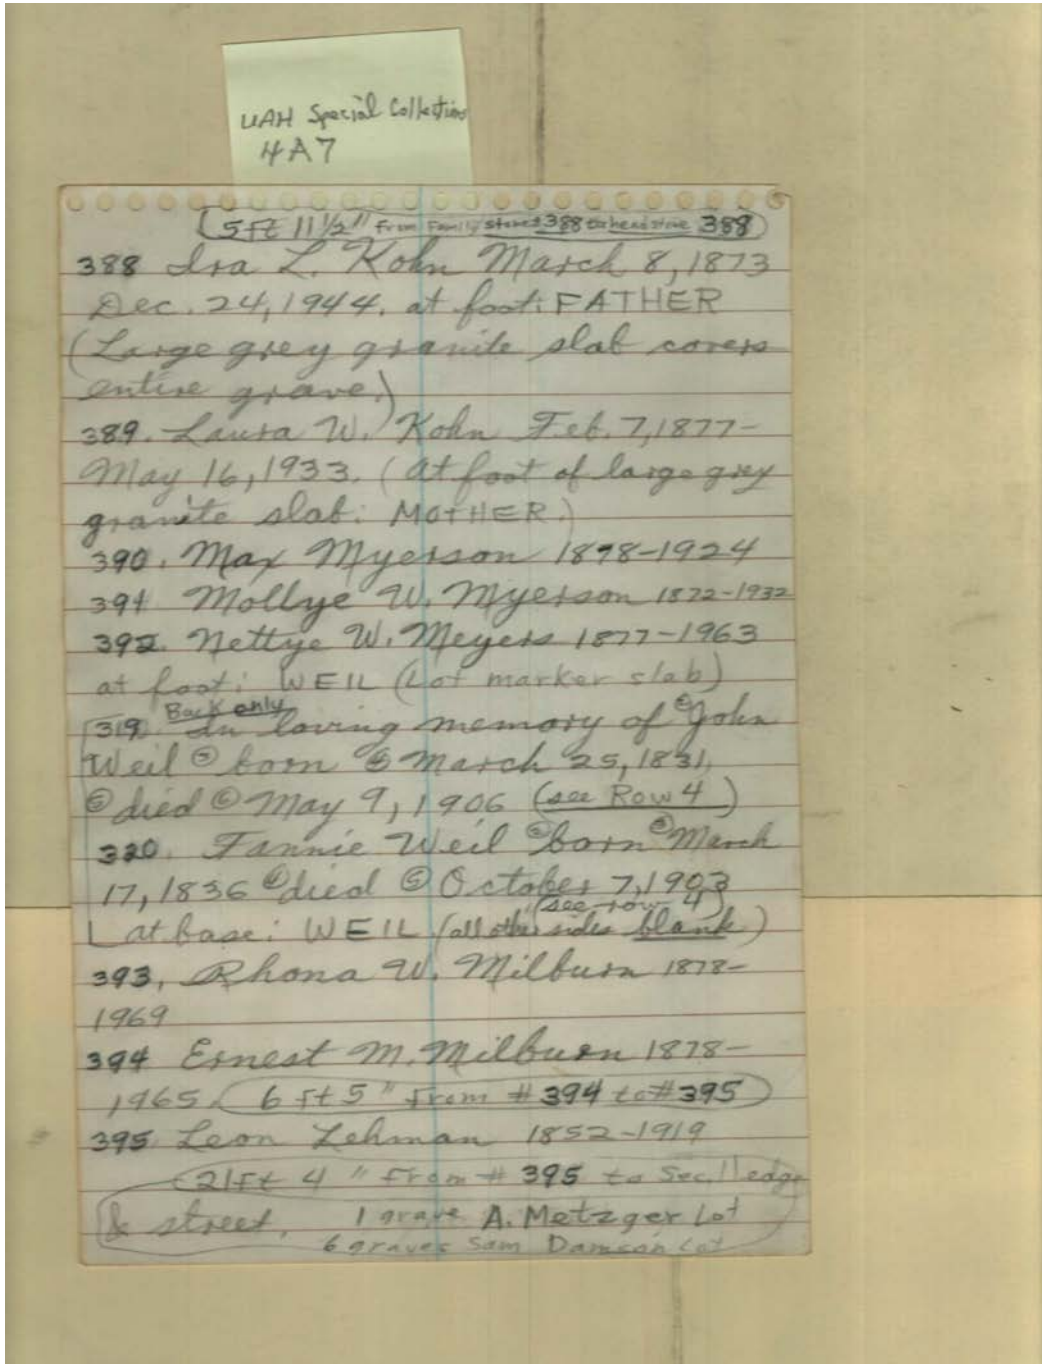 UAH Special Collections
4A7
5ft 11 1/2" from Family stone 388 to headstone 388
388 Ira L. Kohn March 8, 1873
Dec. 24, 1944. at foot: FATHER
(Large grey granite slab covers
entire grave.)
389. Laura W. Kohn Feb. 7, 1877-
May 16, 1933. (At foot of large grey
granite slab: MOTHER.)
390. Max Myerson 1878-1924
391 Mollye W. Myerson 1872-1932
392. Nettye W. Meyers 1877-1963
at foot: WEIL (Lot marker slab)
Back only
319. In loving memory of © John
Weil © born © March 25, 1831,
© died © May 9, 1906 (see Row 4)
320. Fannie Weil © born © March
17, 1836 © died © October 7, 1903
(see row 4)
at base: WEIL (all other sides blank)
393, Rhona W. Milburn 1878-
1969
394 Ernest M. Milburn 1878-
1965. 6 ft 5" from #394 to #395
395. Leon Lehman 1852-1919
21ft 4" from #395 to Sec. 11 edge
& street. 1 grave A. Metzger Lot
6 graves Sam Damson Lot